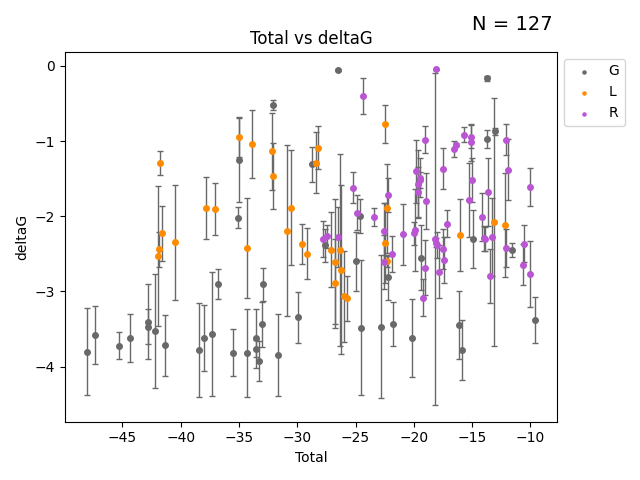 N = 127
Total vs deltaG
G
L
R
deltaG
0
−1
−2
−3
−4
−45 −40 −35 −30 −25 −20 −15 −10
Total